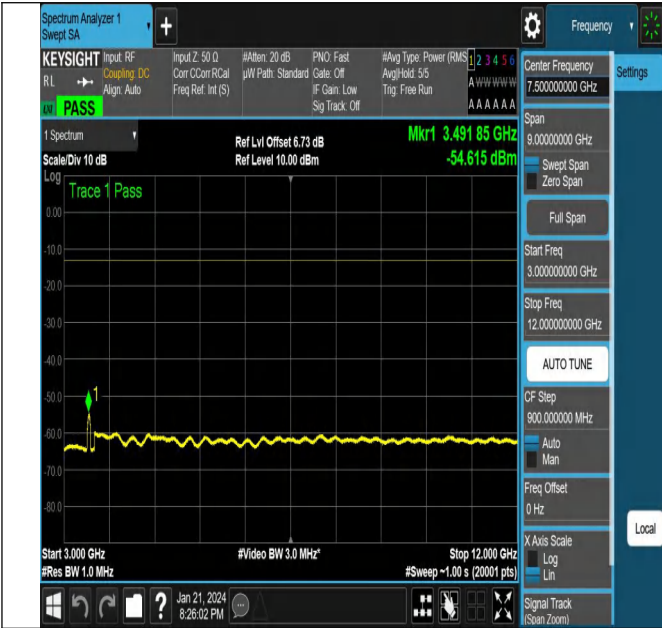 Spectrum Analyzer 1
Swept SA
+
Frequency
KEYSIGHT
RL
LXI
PASS
Input: RF
Coupling: DC
Align: Auto
Input Z: 50 Ω
Corr CCorr RCal
Freq Ref: Int (S)
#Atten: 20 dB
µW Path: Standard
PNO: Fast
Gate: Off
IF Gain: Low
Sig Track: Off
#Avg Type: Power (RMS
Avg|Hold: 5/5
Trig: Free Run
1 2 3 4 5 6
A W W W W W
A A A A A A
1 Spectrum
Scale/Div 10 dB
Ref Lvl Offset 6.73 dB
Ref Level 10.00 dBm
Mkr1 3.491 85 GHz
-54.615 dBm
Log
Trace 1 Pass
0.00
-10.0
-20.0
-30.0
-40.0
-50.0
-60.0
-70.0
-80.0
1
Start 3.000 GHz
#Res BW 1.0 MHz
#Video BW 3.0 MHz*
Stop 12.000 GHz
#Sweep ~1.00 s (20001 pts)
Jan 21, 2024
8:26:02 PM
?
Center Frequency
7.500000000 GHz
Settings
Span
9.00000000 GHz
Swept Span
Zero Span
Full Span
Start Freq
3.000000000 GHz
Stop Freq
12.000000000 GHz
AUTO TUNE
CF Step
900.000000 MHz
Auto
Man
Freq Offset
0 Hz
X Axis Scale
Log
Lin
Local
Signal Track
(Span Zoom)